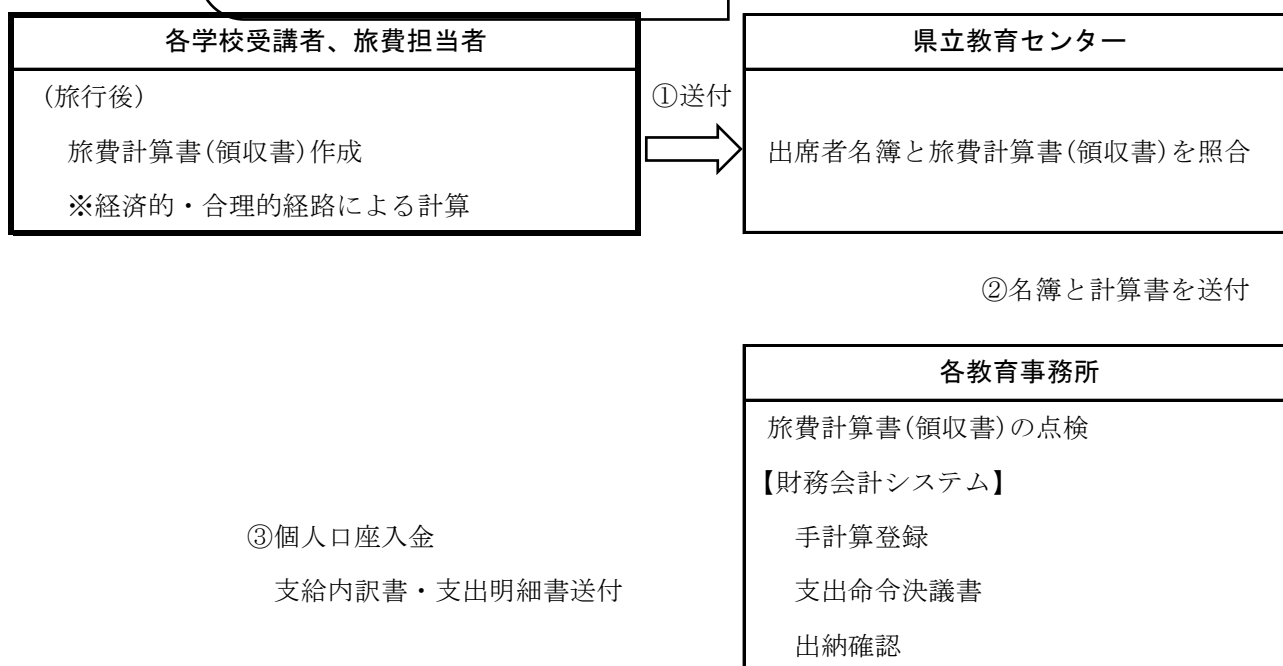 各学校受講者、旅費担当者
(旅行後)
旅費計算書(領収書)作成
※経済的・合理的経路による計算
①送付
県立教育センター
出席者名簿と旅費計算書(領収書)を照合
②名簿と計算書を送付
各教育事務所
旅費計算書(領収書)の点検
【財務会計システム】
手計算登録
支出命令決議書
出納確認
③個人口座入金
支給内訳書・支出明細書送付